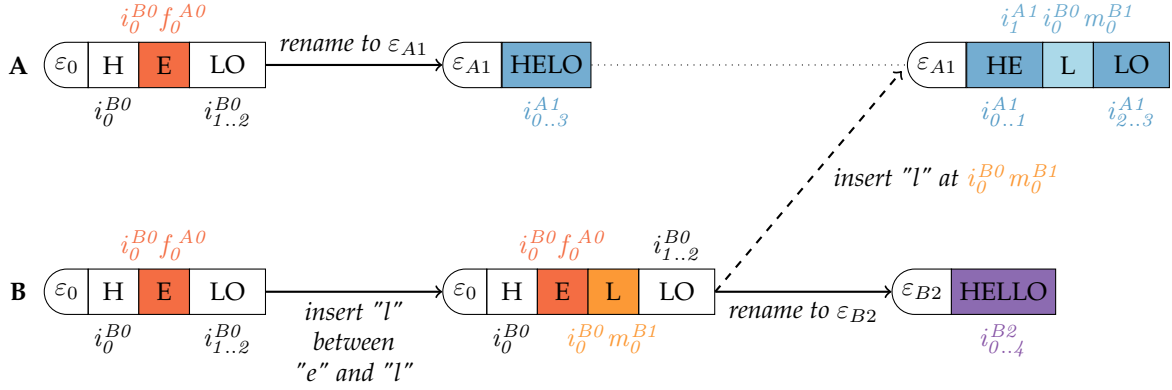 i_0^{B0} f_0^{A0}
i_1^{A1} i_0^{B0} m_0^{B1}
A ε_0 H E LO rename to ε_{A1} ε_{A1} HELO ε_{A1} HE L LO
i_0^{B0} i_{1..2}^{B0} i_{0..3}^{A1} i_{0..1}^{A1} i_{2..3}^{A1}
insert "l" at i_0^{B0} m_0^{B1}
i_0^{B0} f_0^{A0} i_0^{B0} f_0^{A0} i_{1..2}^{B0}
B ε_0 H E LO ε_0 H E L LO rename to ε_{B2} ε_{B2} HELLO
i_0^{B0} i_{1..2}^{B0} i_0^{B0} i_0^{B0} m_0^{B1} i_{0..4}^{B2}
insert "l"
between
"e" and "l"